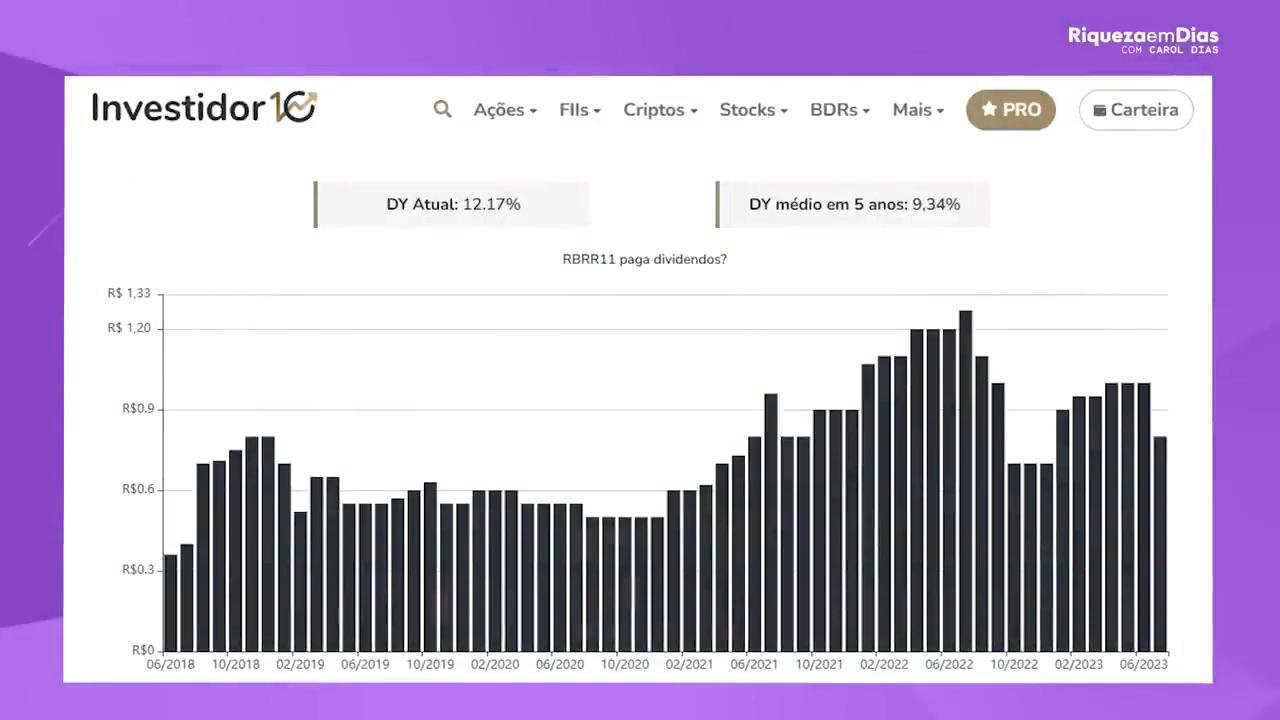 RiquezaemDias
COM CAROL DIAS
Investidor 10
Ações FIIs Criptos Stocks BDRs Mais PRO Carteira
DY Atual: 12.17% DY médio em 5 anos: 9,34%
RBRR11 paga dividendos?
R$ 1,33
R$ 1,20
R$0.9
R$0.6
R$0.3
R$0
06/2018 10/2018 02/2019 06/2019 10/2019 02/2020 06/2020 10/2020 02/2021 06/2021 10/2021 02/2022 06/2022 10/2022 02/2023 06/2023